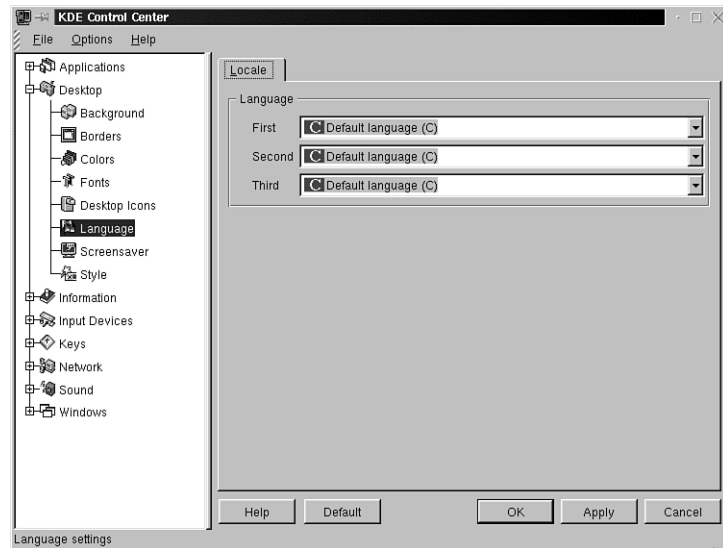 KDE Control Center
File Options Help
Applications
Desktop
Background
Borders
Colors
Fonts
Desktop Icons
Language
Screensaver
Style
Information
Input Devices
Keys
Network
Sound
Windows
Locale
Language
First C Default language (C)
Second C Default language (C)
Third C Default language (C)
Help Default OK Apply Cancel
Language settings